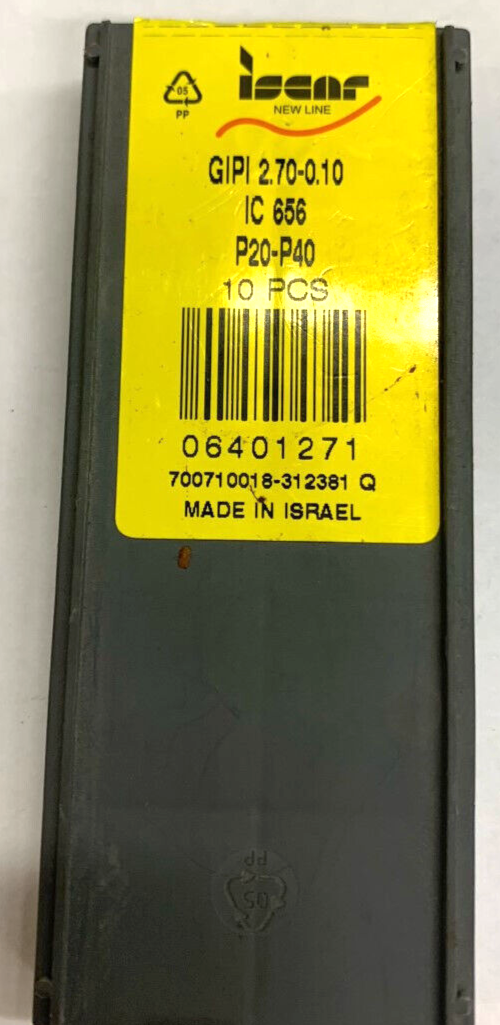 05
PP
iscar
NEW LINE
GIPI 2.70-0.10
IC 656
P20-P40
10 PCS
06401271
700710018-312381 Q
MADE IN ISRAEL
PP
05